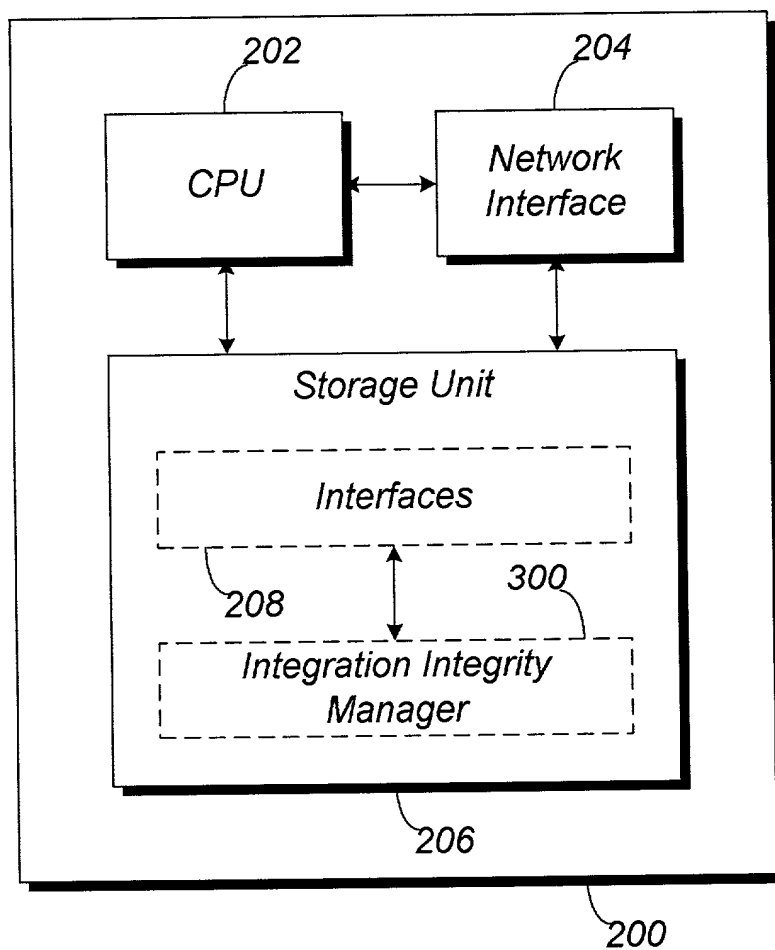 202
204
CPU
Network
Interface
Storage Unit
Interfaces
208
300
Integration Integrity
Manager
206
200